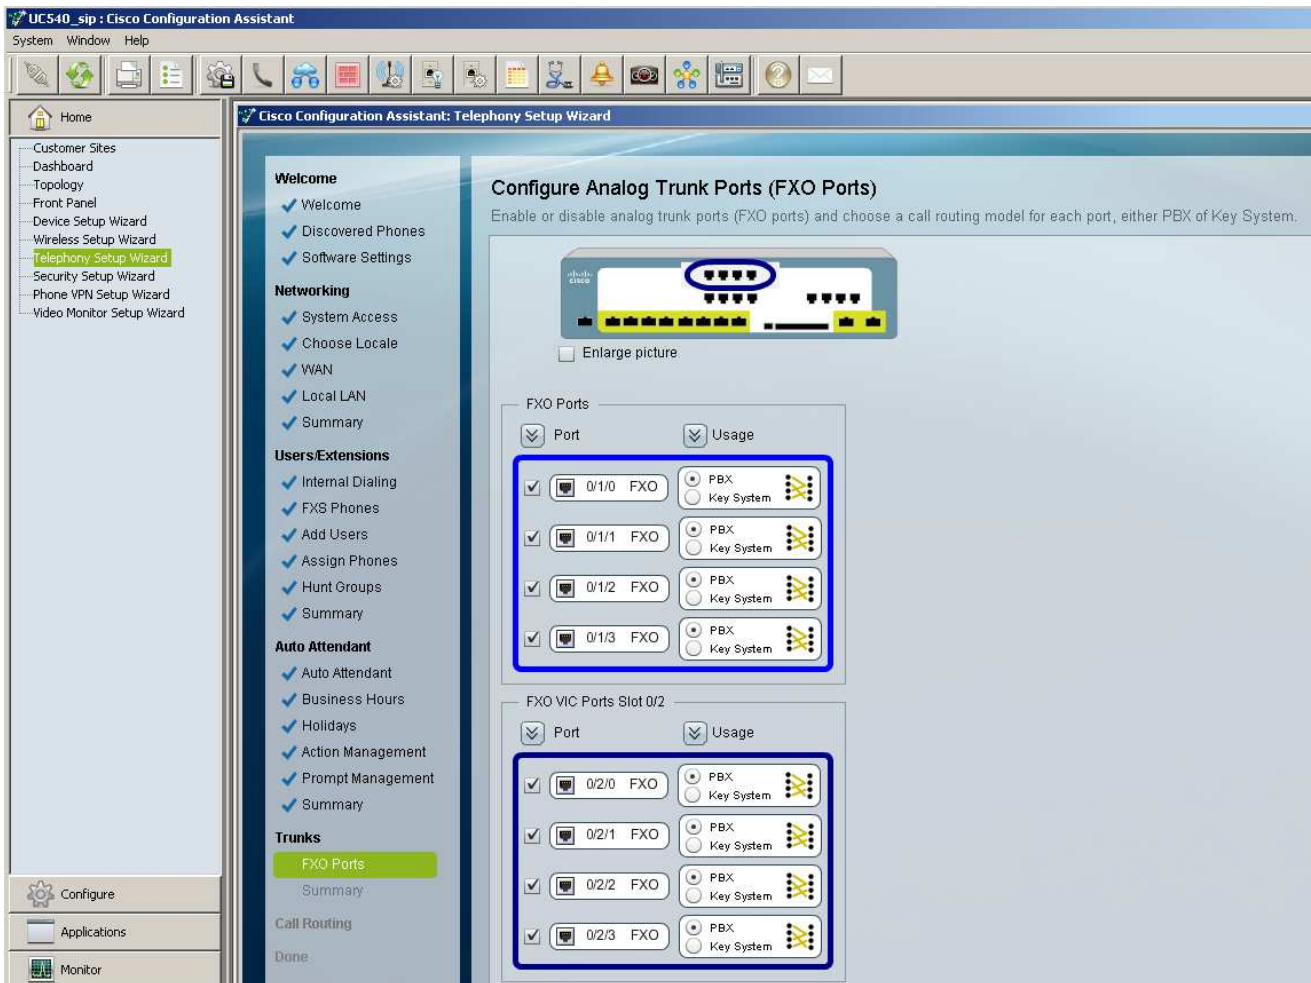 UC540_sip : Cisco Configuration Assistant
System Window Help
Home
Customer Sites
Dashboard
Topology
Front Panel
Device Setup Wizard
Wireless Setup Wizard
Telephony Setup Wizard
Security Setup Wizard
Phone VPN Setup Wizard
Video Monitor Setup Wizard
Configure
Applications
Monitor
Cisco Configuration Assistant: Telephony Setup Wizard
Welcome
Welcome
Discovered Phones
Software Settings
Networking
System Access
Choose Locale
WAN
Local LAN
Summary
Users/Extensions
Internal Dialing
FXS Phones
Add Users
Assign Phones
Hunt Groups
Summary
Auto Attendant
Auto Attendant
Business Hours
Holidays
Action Management
Prompt Management
Summary
Trunks
FXO Ports
Summary
Call Routing
Done
Configure Analog Trunk Ports (FXO Ports)
Enable or disable analog trunk ports (FXO ports) and choose a call routing model for each port, either PBX of Key System.
CISCO
Enlarge picture
FXO Ports
Port Usage
0/1/0 FXO PBX
Key System
0/1/1 FXO PBX
Key System
0/1/2 FXO PBX
Key System
0/1/3 FXO PBX
Key System
FXO VIC Ports Slot 0/2
Port Usage
0/2/0 FXO PBX
Key System
0/2/1 FXO PBX
Key System
0/2/2 FXO PBX
Key System
0/2/3 FXO PBX
Key System